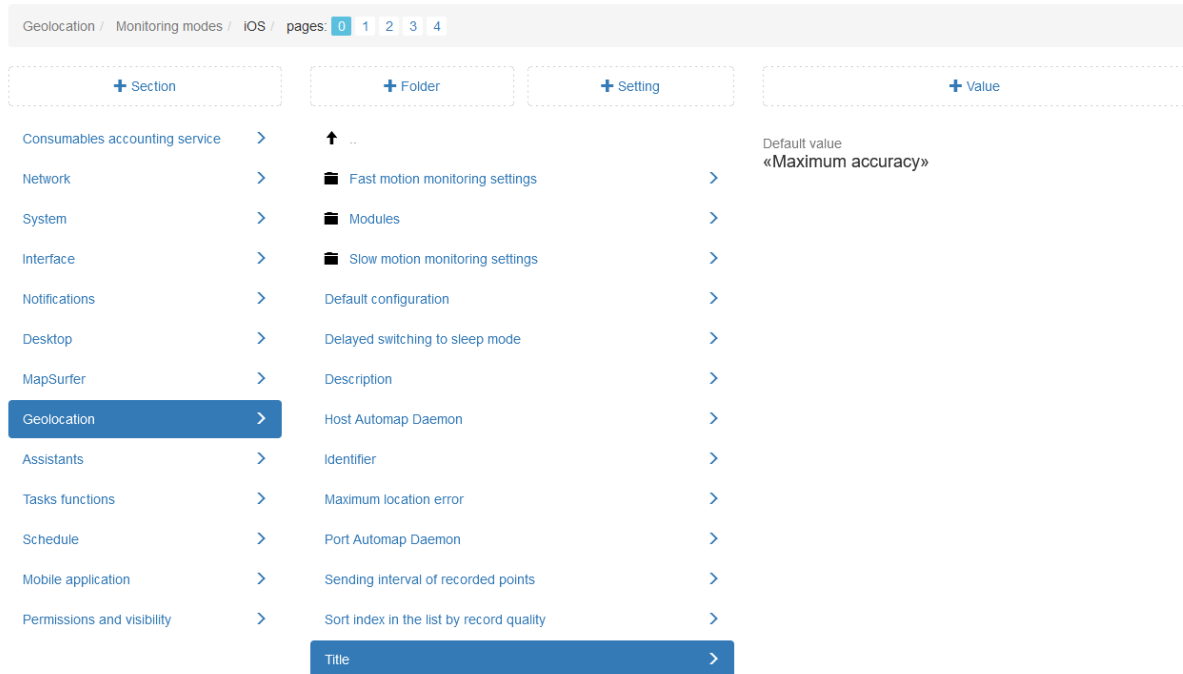 Geolocation / Monitoring modes / iOS / pages: 0 1 2 3 4
+ Section
+ Folder
+ Setting
+ Value
Consumables accounting service
Network
System
Interface
Notifications
Desktop
MapSurfer
Geolocation
Assistants
Tasks functions
Schedule
Mobile application
Permissions and visibility
..
Fast motion monitoring settings
Modules
Slow motion monitoring settings
Default configuration
Delayed switching to sleep mode
Description
Host Automap Daemon
Identifier
Maximum location error
Port Automap Daemon
Sending interval of recorded points
Sort index in the list by record quality
Title
Default value
«Maximum accuracy»